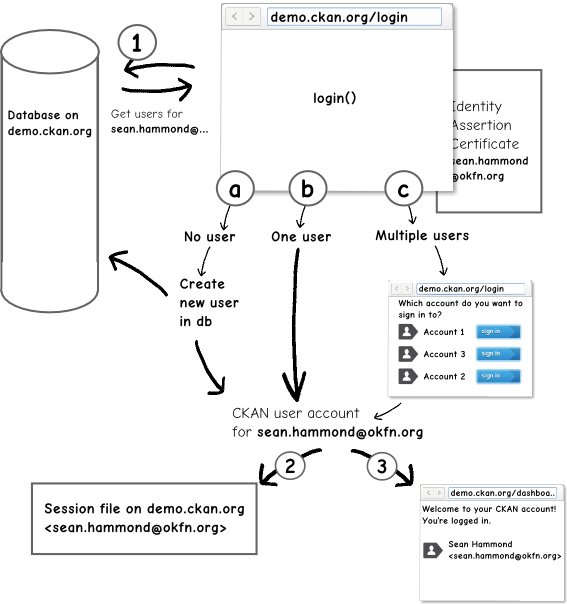 demo.ckan.org/login
1
login()
Database on
demo.ckan.org
Get users for
sean.hammond@...
Identity
Assertion
Certificate
sean.hammond
@okfn.org
a
b
c
No user
One user
Multiple users
Create
new user
in db
demo.ckan.org/login
Which account do you want
to sign in to?
Account 1 sign in
Account 3 sign in
Account 2 sign in
CKAN user account
for sean.hammond@okfn.org
2
3
Session file on demo.ckan.org
<sean.hammond@okfn.org>
demo.ckan.org/dashboa..
Welcome to your CKAN account!
You're logged in.
Sean Hammond
<sean.hammond@okfn.org>